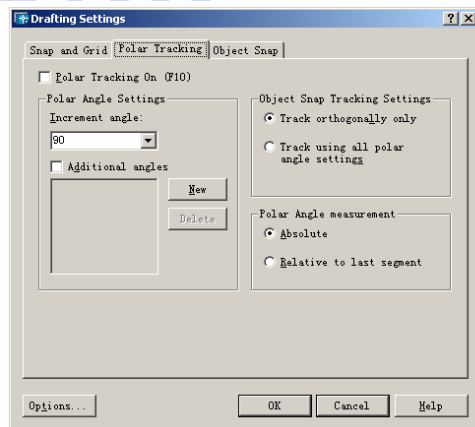 Drafting Settings
Snap and Grid Polar Tracking Object Snap
Polar Tracking On (F10)
Polar Angle Settings
Increment angle:
90
Additional angles
New
Delete
Object Snap Tracking Settings
Track orthogonally only
Track using all polar
angle settings
Polar Angle measurement
Absolute
Relative to last segment
Options... OK Cancel Help